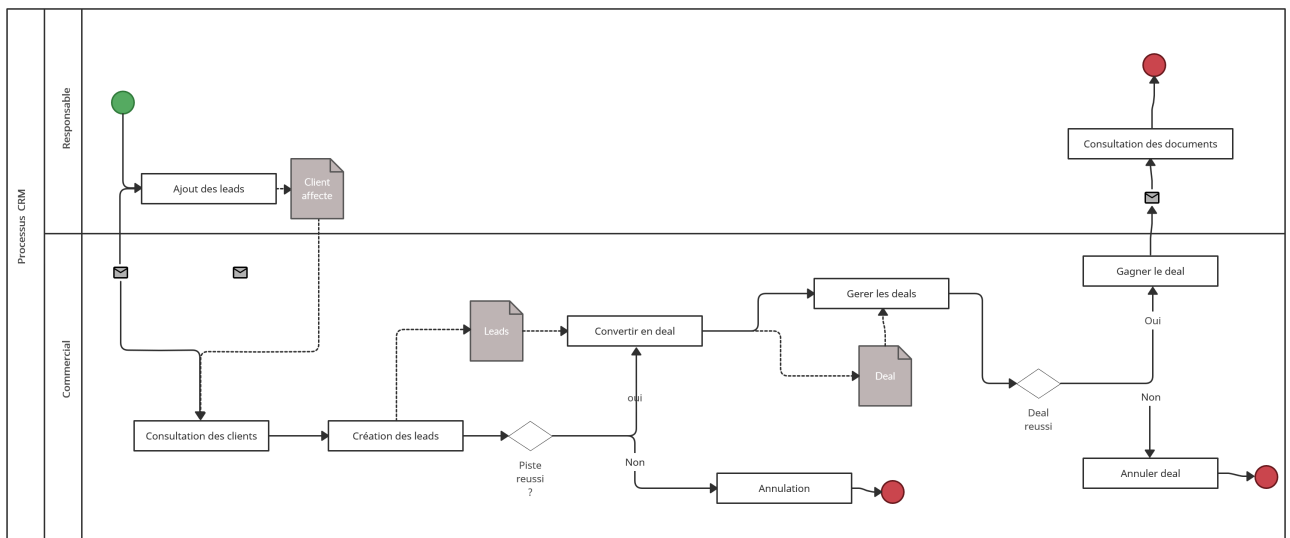 Processus CRM
Responsable
Commercial
Ajout des leads
Client
affecte
Consultation des documents
Gagner le deal
Gerer les deals
Leads
Convertir en deal
Deal
Oui
Non
Deal
reussi
oui
Consultation des clients
Création des leads
Piste
reussi
?
Non
Annulation
Annuler deal